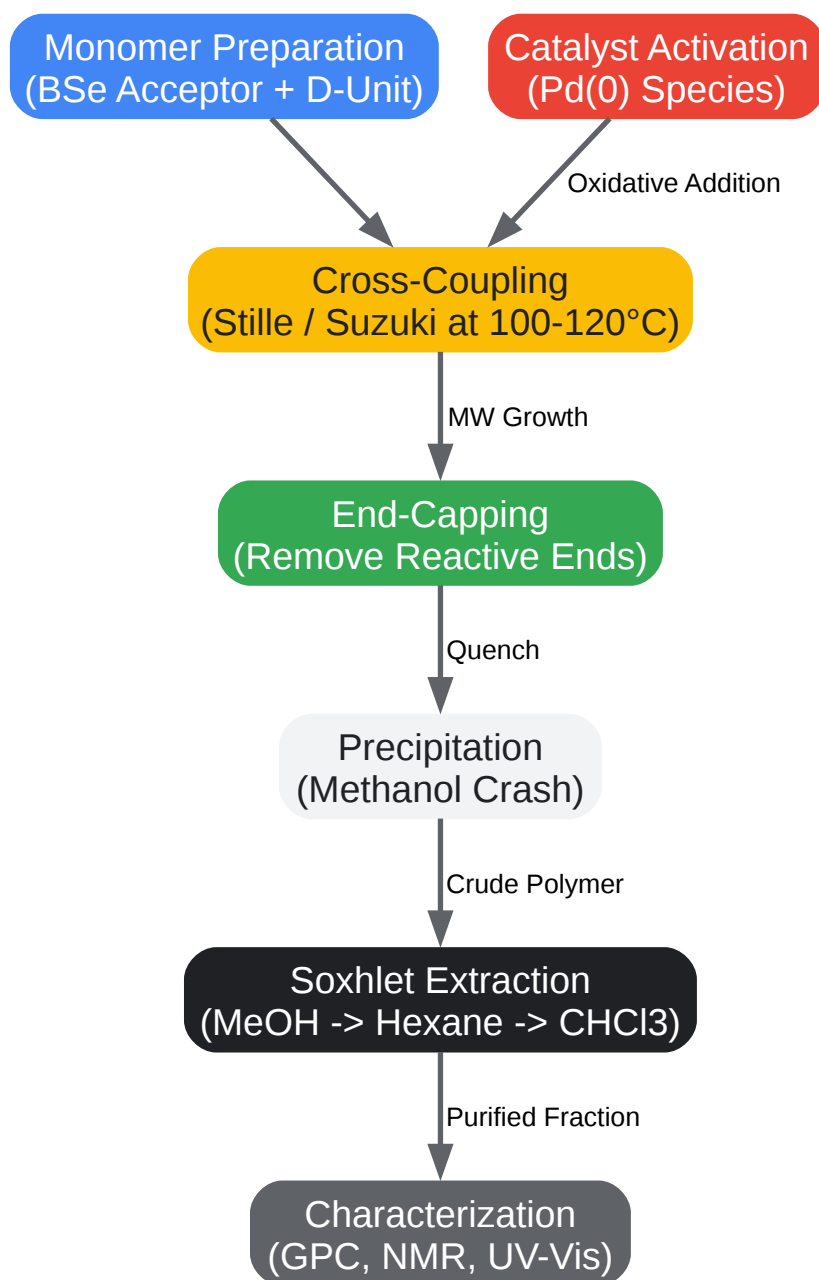 Monomer Preparation
(BSe Acceptor + D-Unit)
Catalyst Activation
(Pd(0) Species)
Oxidative Addition
Cross-Coupling
(Stille / Suzuki at 100-120°C)
MW Growth
End-Capping
(Remove Reactive Ends)
Quench
Precipitation
(Methanol Crash)
Crude Polymer
Soxhlet Extraction
(MeOH -> Hexane -> CHCl3)
Purified Fraction
Characterization
(GPC, NMR, UV-Vis)